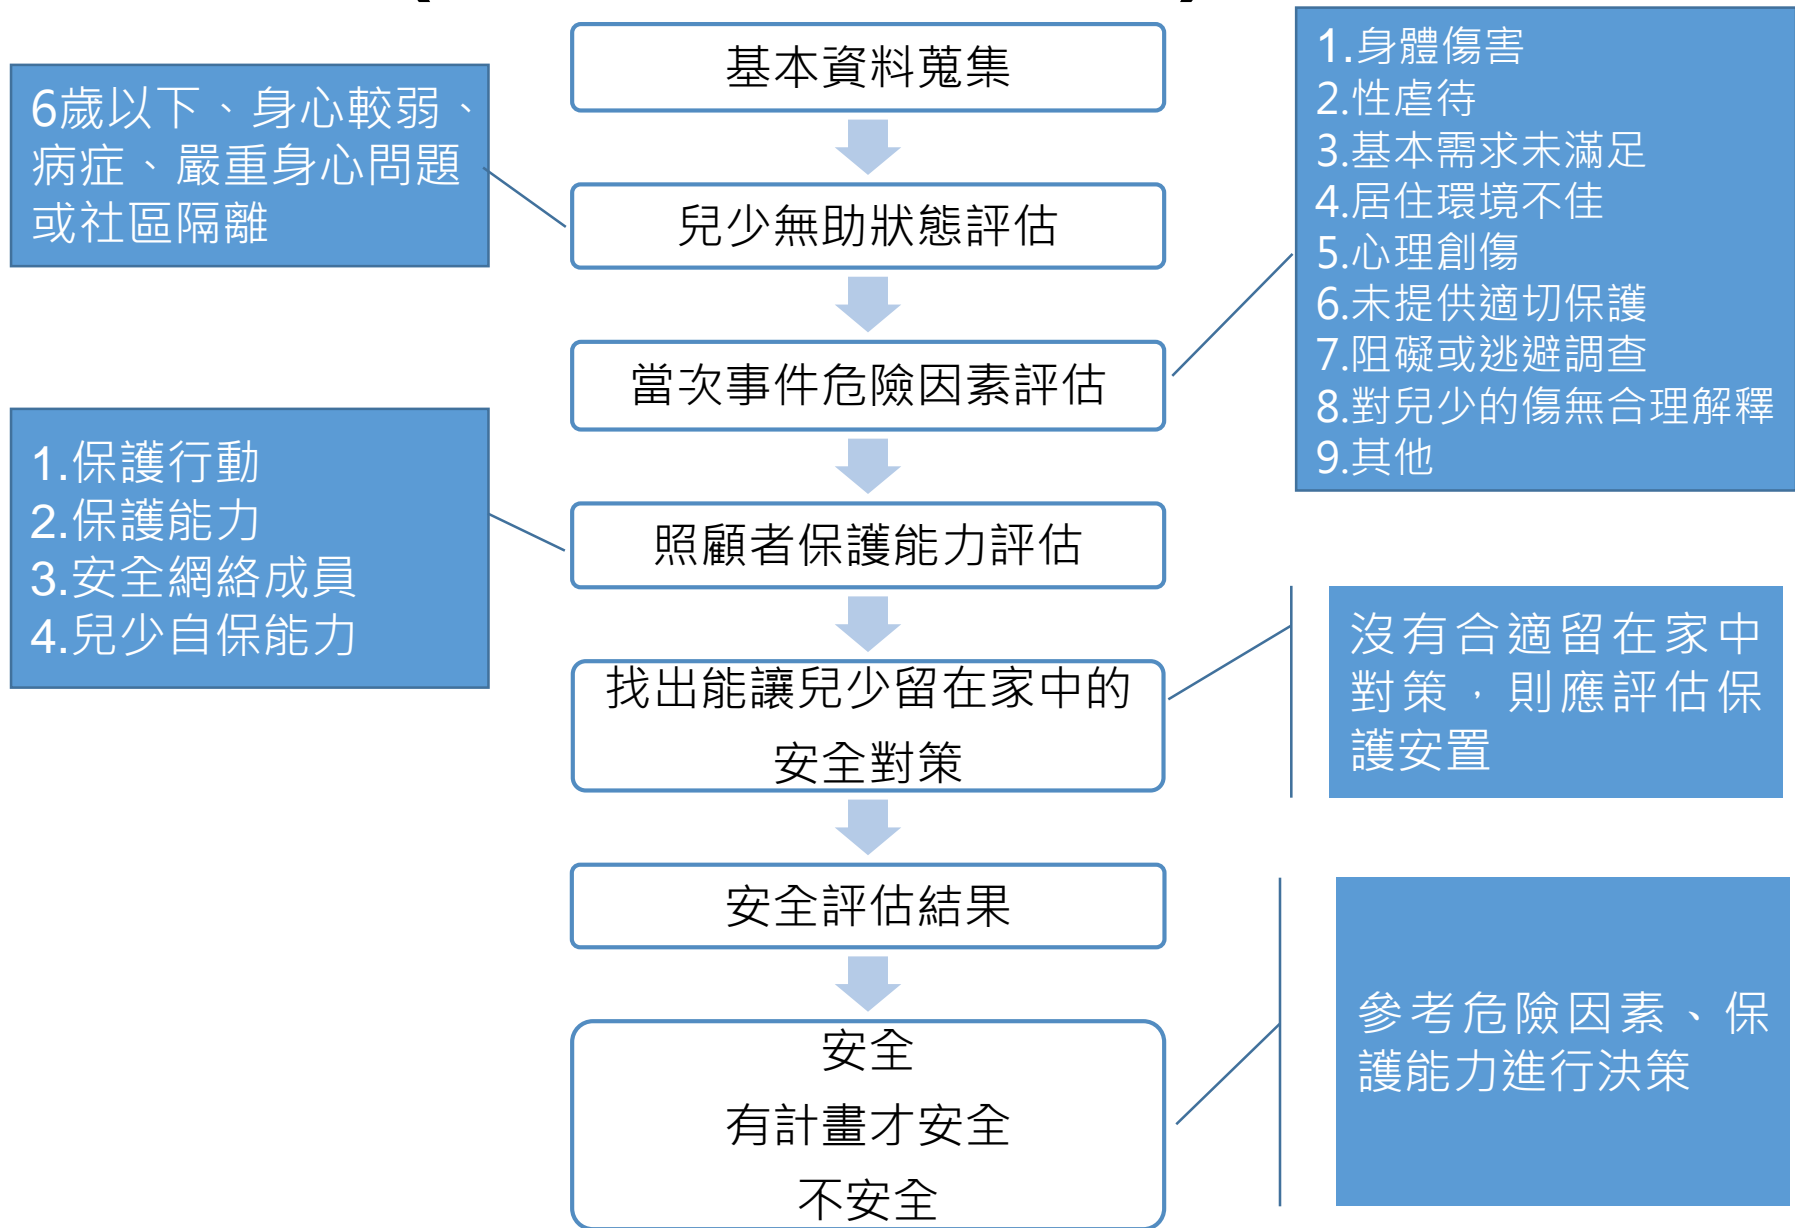 基本資料蒐集
6歲以下、身心較弱、
病症、嚴重身心問題
或社區隔離
兒少無助狀態評估
1.身體傷害
2.性虐待
3.基本需求未滿足
4.居住環境不佳
5.心理創傷
6.未提供適切保護
7.阻礙或逃避調查
8.對兒少的傷無合理解釋
9.其他
當次事件危險因素評估
1.保護行動
2.保護能力
3.安全網絡成員
4.兒少自保能力
照顧者保護能力評估
找出能讓兒少留在家中的
安全對策
沒有合適留在家中
對策，則應評估保
護安置
安全評估結果
安全
有計畫才安全
不安全
參考危險因素、保
護能力進行決策